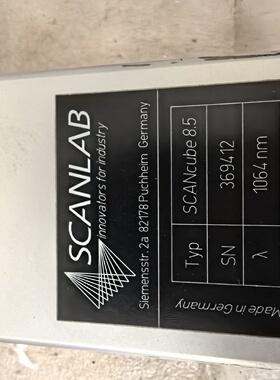 SCANLAB
innovators for industry
Siemensstr. 2a 82178 Puchheim Germany
Typ SCANcube 8.5
SN 369412
λ 1064 nm
Made in Germany